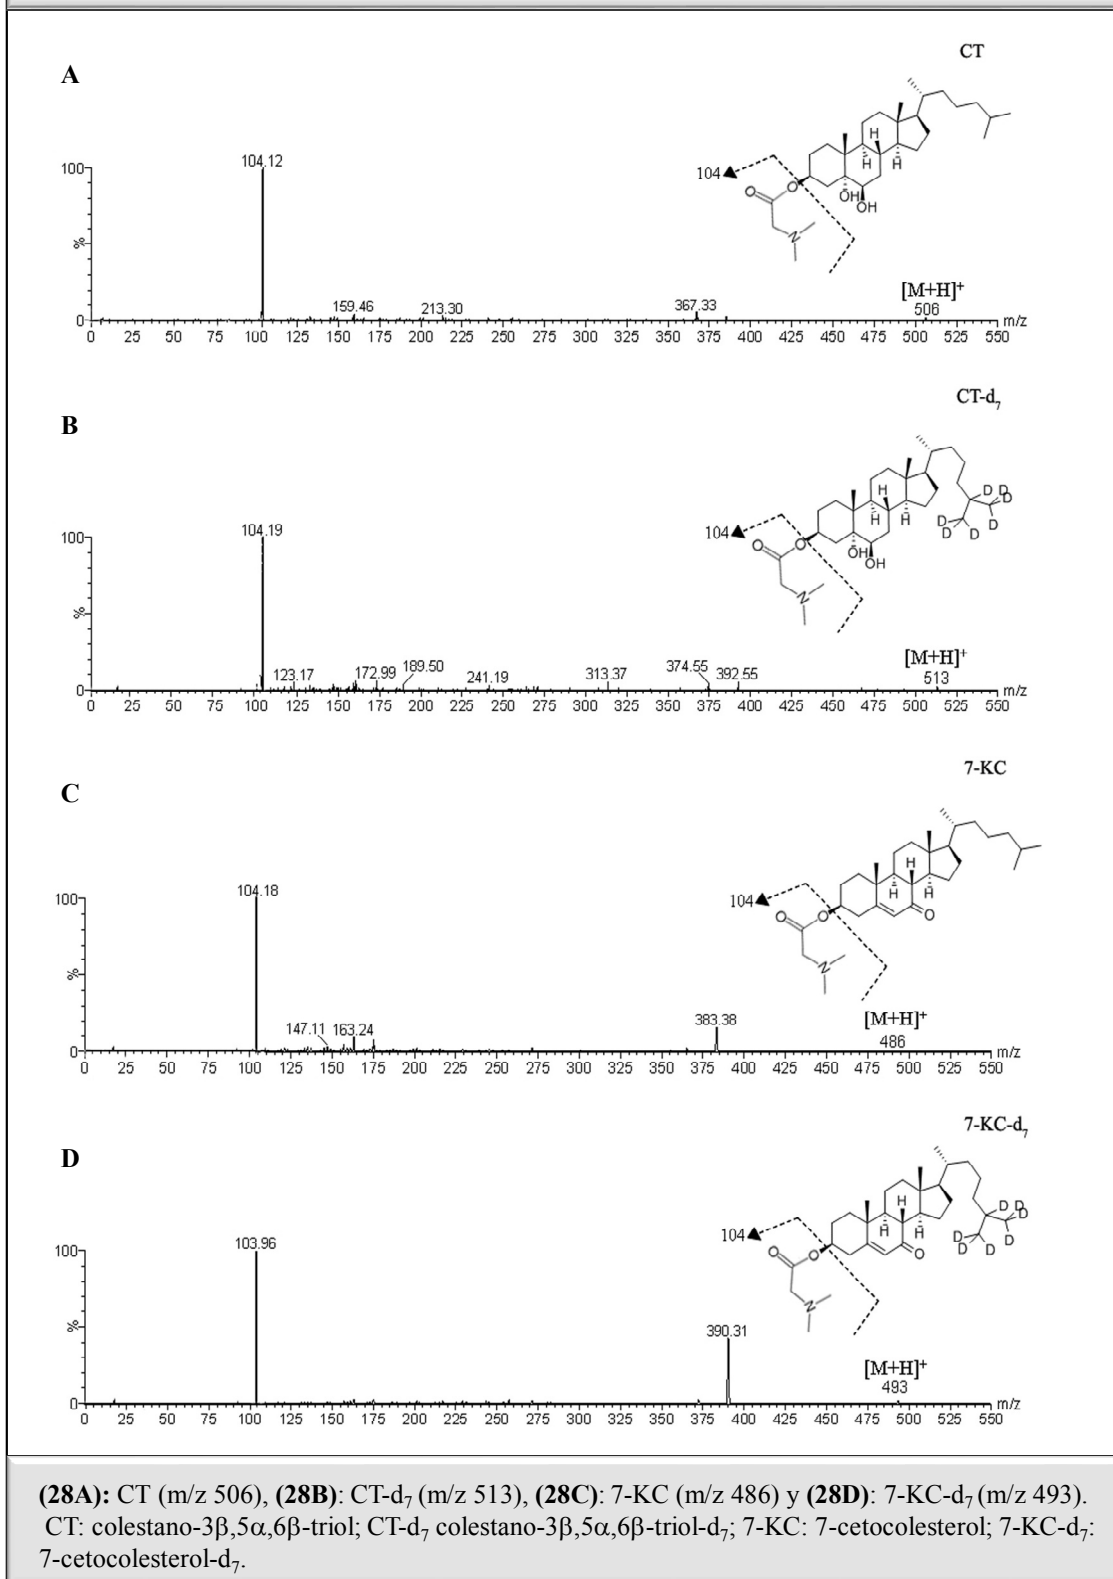 A
CT
104
O
O
OH
OH
H
H
H
N
[M+H]+
506
100
%
0
104.12
159.46
213.30
367.33
0 25 50 75 100 125 150 175 200 225 250 275 300 325 350 375 400 425 450 475 500 525 550 m/z
B
CT-d7
104
O
O
OH
OH
H
H
H
N
D
D
D
D
D
D
D
[M+H]+
513
100
%
0
104.19
123.17
172.99
189.50
241.19
313.37
374.55
392.55
0 25 50 75 100 125 150 175 200 225 250 275 300 325 350 375 400 425 450 475 500 525 550 m/z
C
7-KC
104
O
O
O
H
H
H
N
[M+H]+
486
100
%
0
104.18
147.11
163.24
383.38
0 25 50 75 100 125 150 175 200 225 250 275 300 325 350 375 400 425 450 475 500 525 550 m/z
D
7-KC-d7
104
O
O
O
H
H
H
N
D
D
D
D
D
D
D
[M+H]+
493
100
%
0
103.96
390.31
0 25 50 75 100 125 150 175 200 225 250 275 300 325 350 375 400 425 450 475 500 525 550 m/z
(28A): CT (m/z 506), (28B): CT-d7 (m/z 513), (28C): 7-KC (m/z 486) y (28D): 7-KC-d7 (m/z 493).
CT: colestano-3β,5α,6β-triol; CT-d7 colestano-3β,5α,6β-triol-d7; 7-KC: 7-cetocolesterol; 7-KC-d7:
7-cetocolesterol-d7.